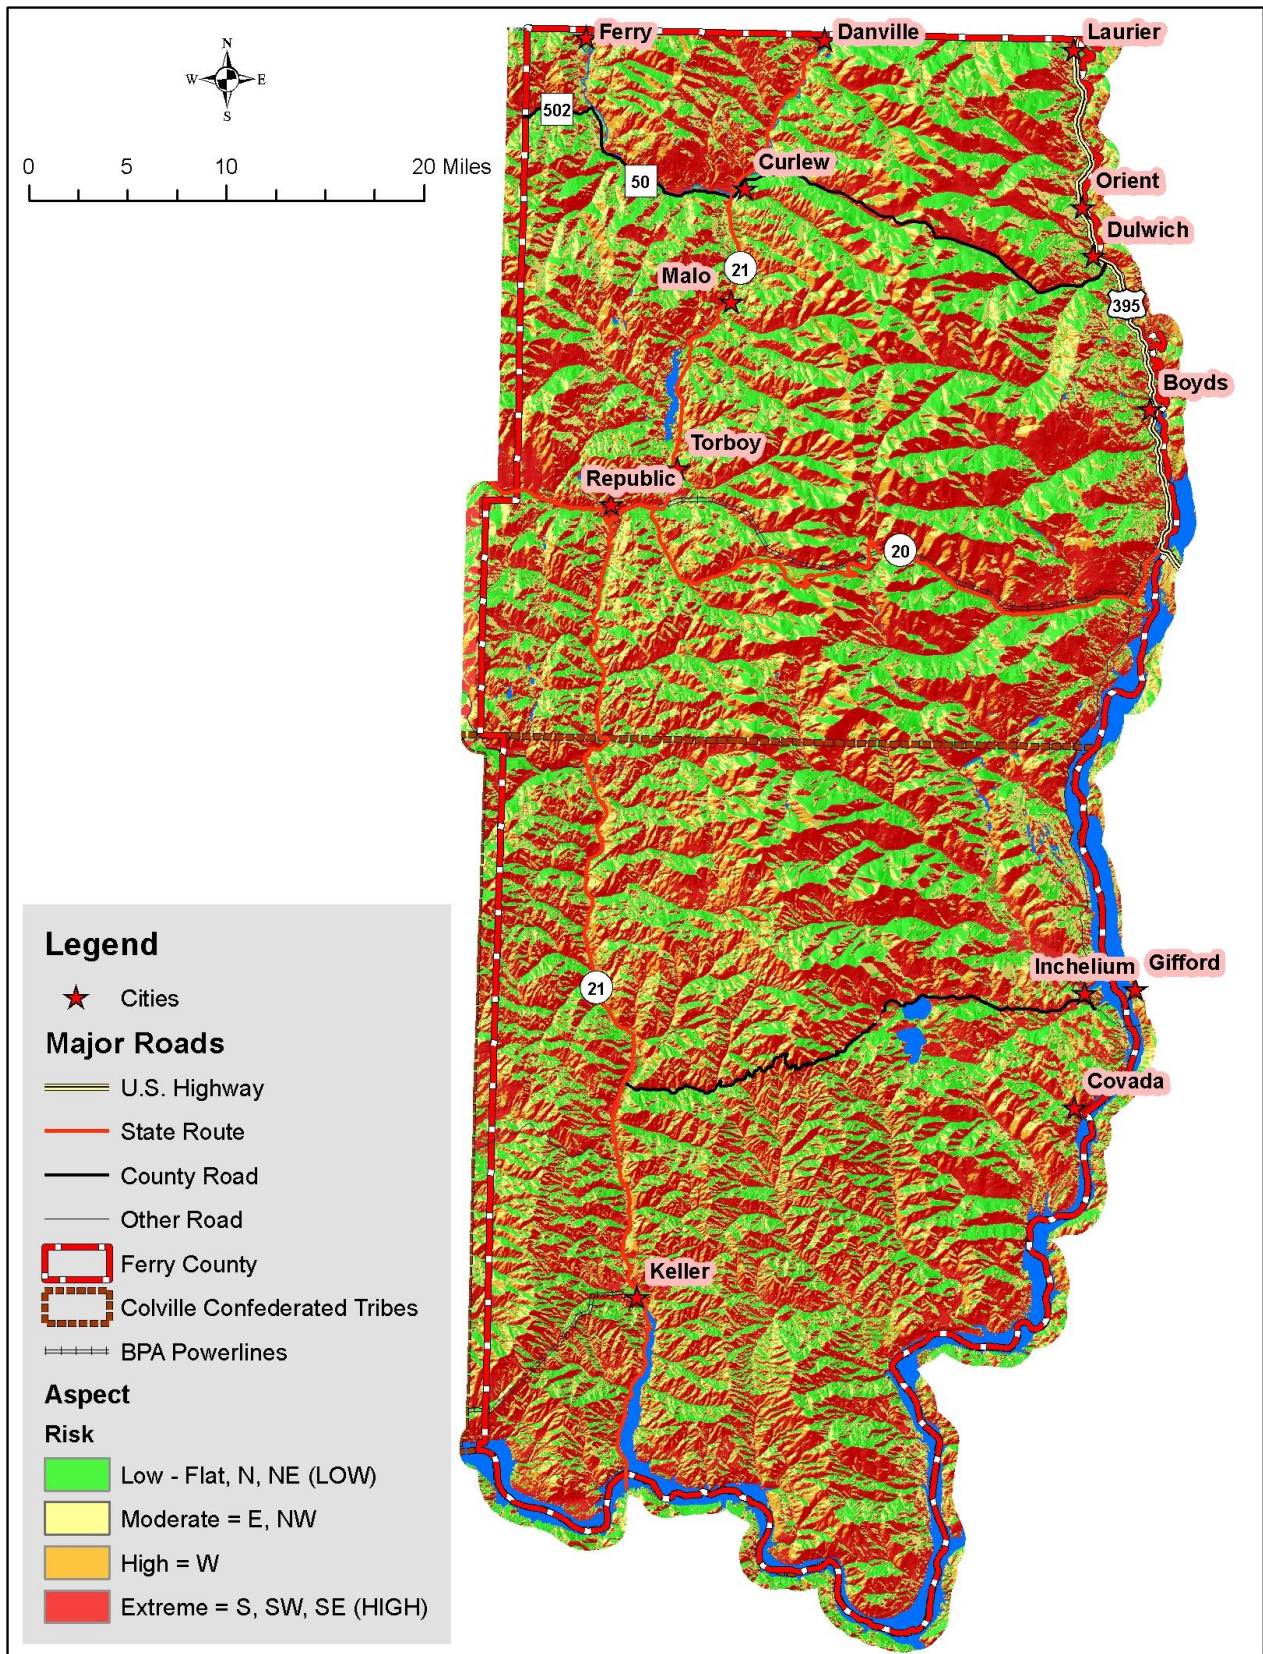 N
W E
S
0 5 10 20 Miles
Ferry
Danville
Laurier
502
50
Curlew
Orient
Dulwich
21
Malo
395
Boyds
Torboy
Republic
20
Inchelium
Gifford
21
Covada
Keller
Legend
Cities
Major Roads
U.S. Highway
State Route
County Road
Other Road
Ferry County
Colville Confederated Tribes
BPA Powerlines
Aspect
Risk
Low - Flat, N, NE (LOW)
Moderate = E, NW
High = W
Extreme = S, SW, SE (HIGH)